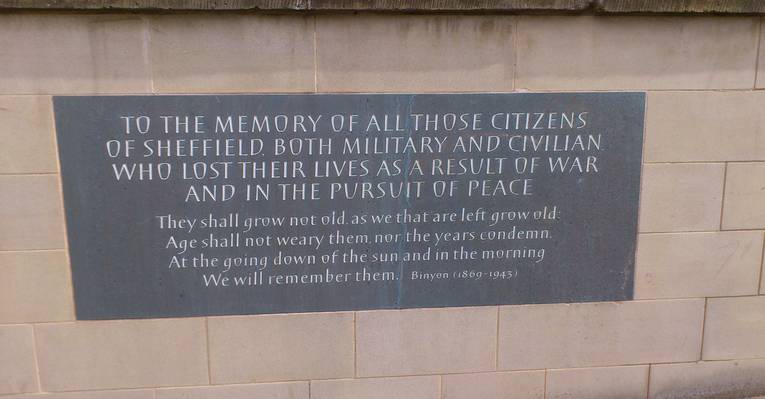 TO THE MEMORY OF ALL THOSE CITIZENS
OF SHEFFIELD, BOTH MILITARY AND CIVILIAN,
WHO LOST THEIR LIVES AS A RESULT OF WAR
AND IN THE PURSUIT OF PEACE
They shall grow not old, as we that are left grow old:
Age shall not weary them, nor the years condemn.
At the going down of the sun and in the morning
We will remember them. Binyon (1869-1943)